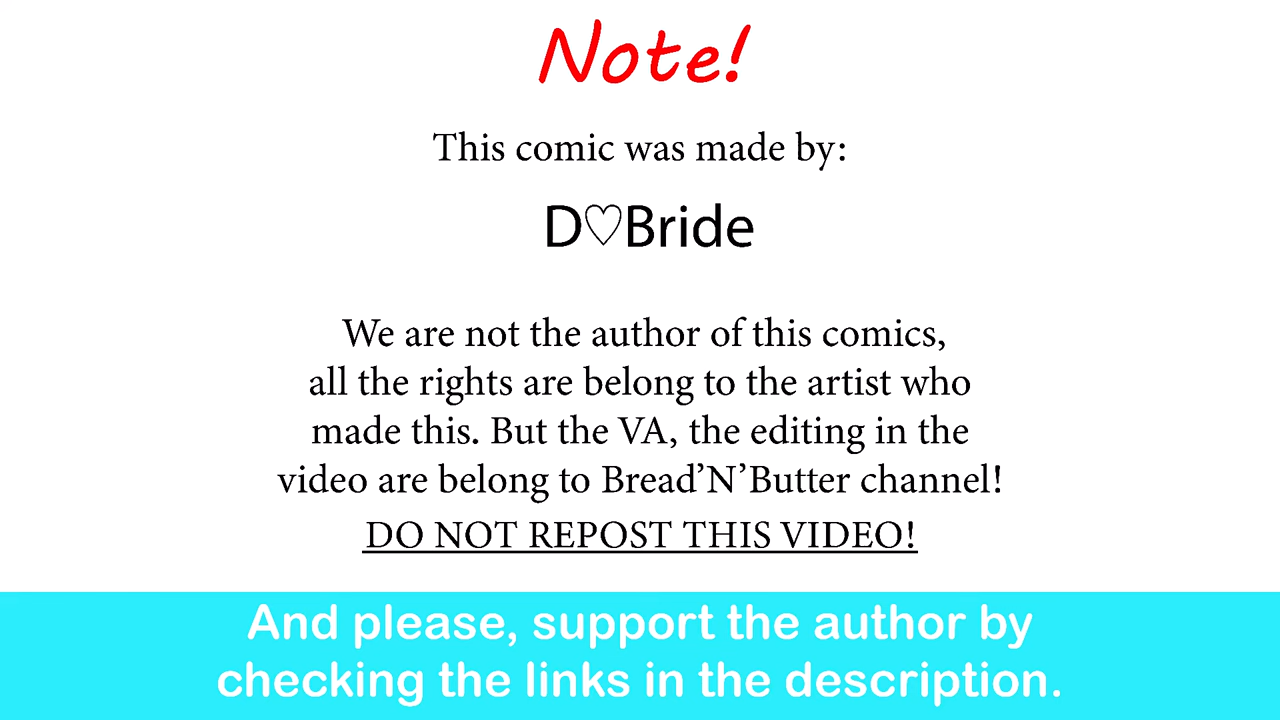 Note!
This comic was made by:
D♡Bride
We are not the author of this comics,
all the rights are belong to the artist who
made this. But the VA, the editing in the
video are belong to Bread’N’Butter channel!
DO NOT REPOST THIS VIDEO!
And please, support the author by
checking the links in the description.